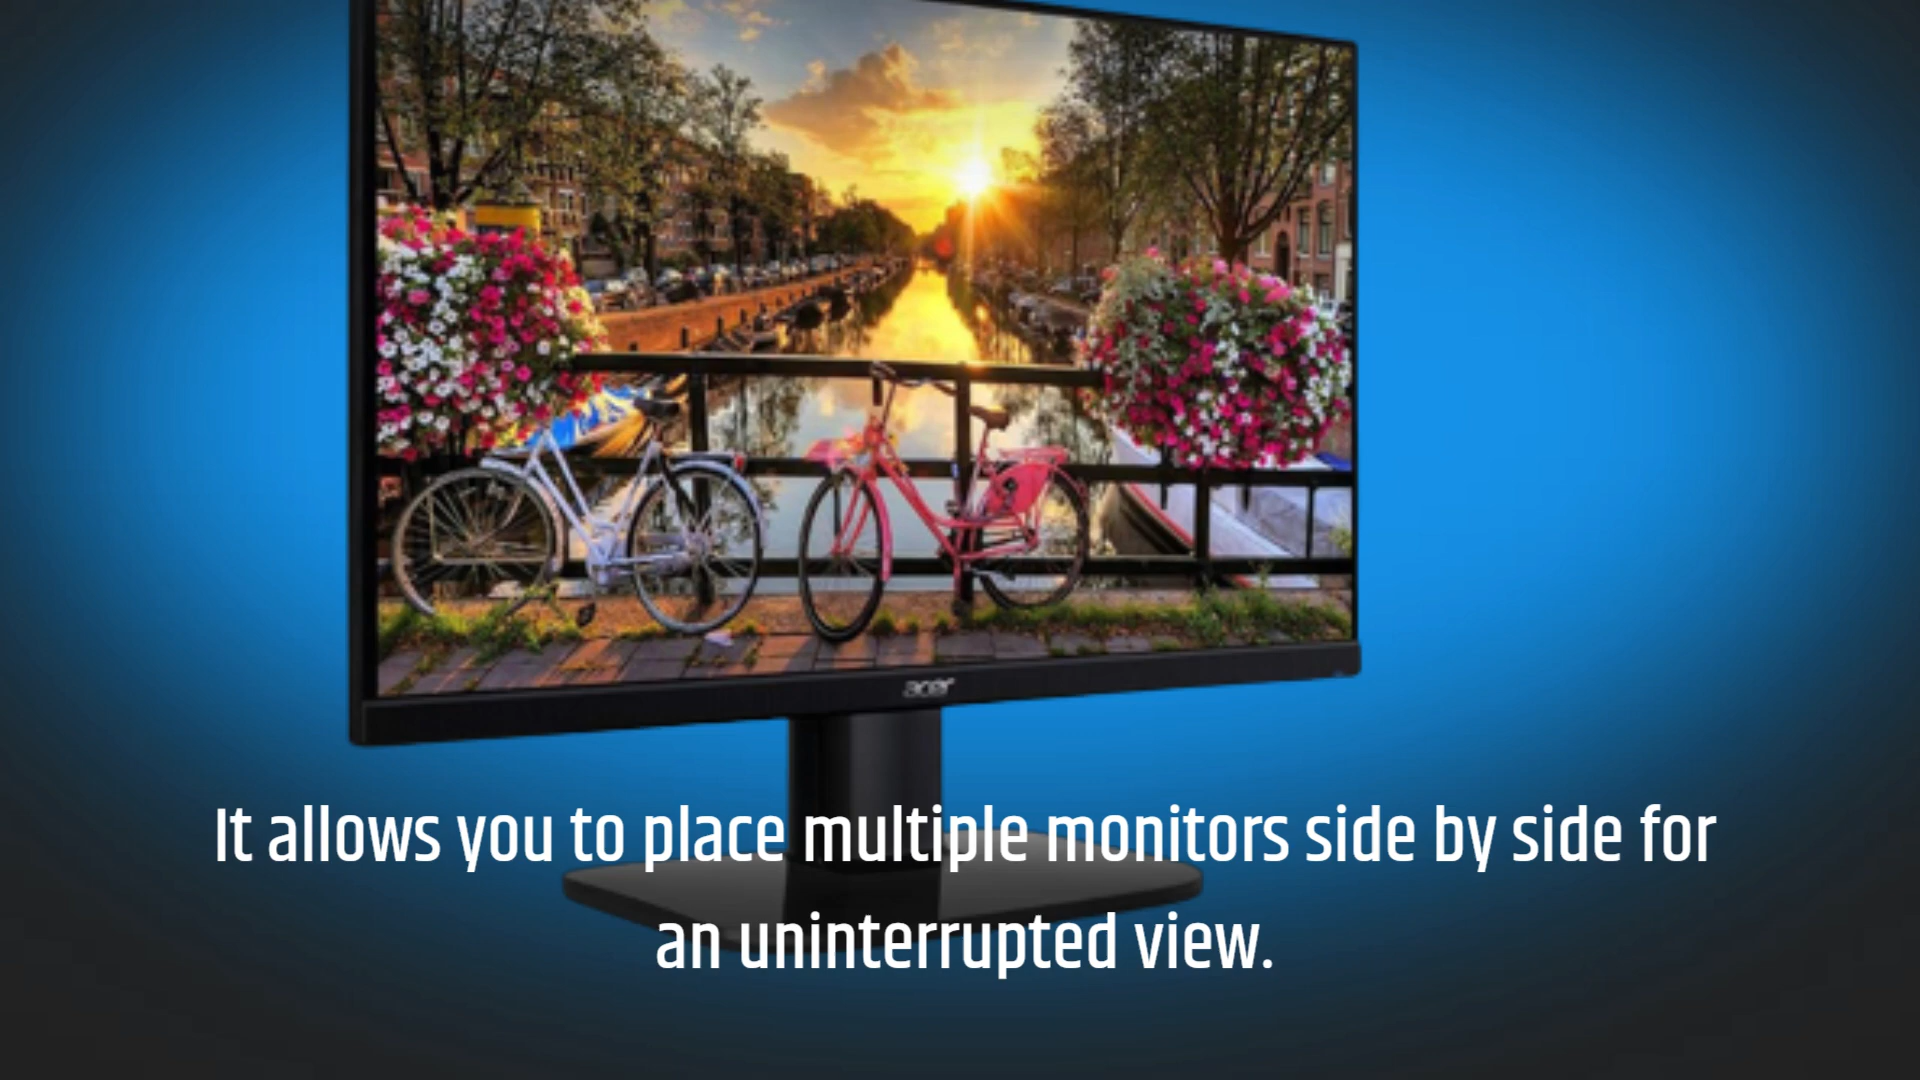 acer
It allows you to place multiple monitors side by side for
an uninterrupted view.